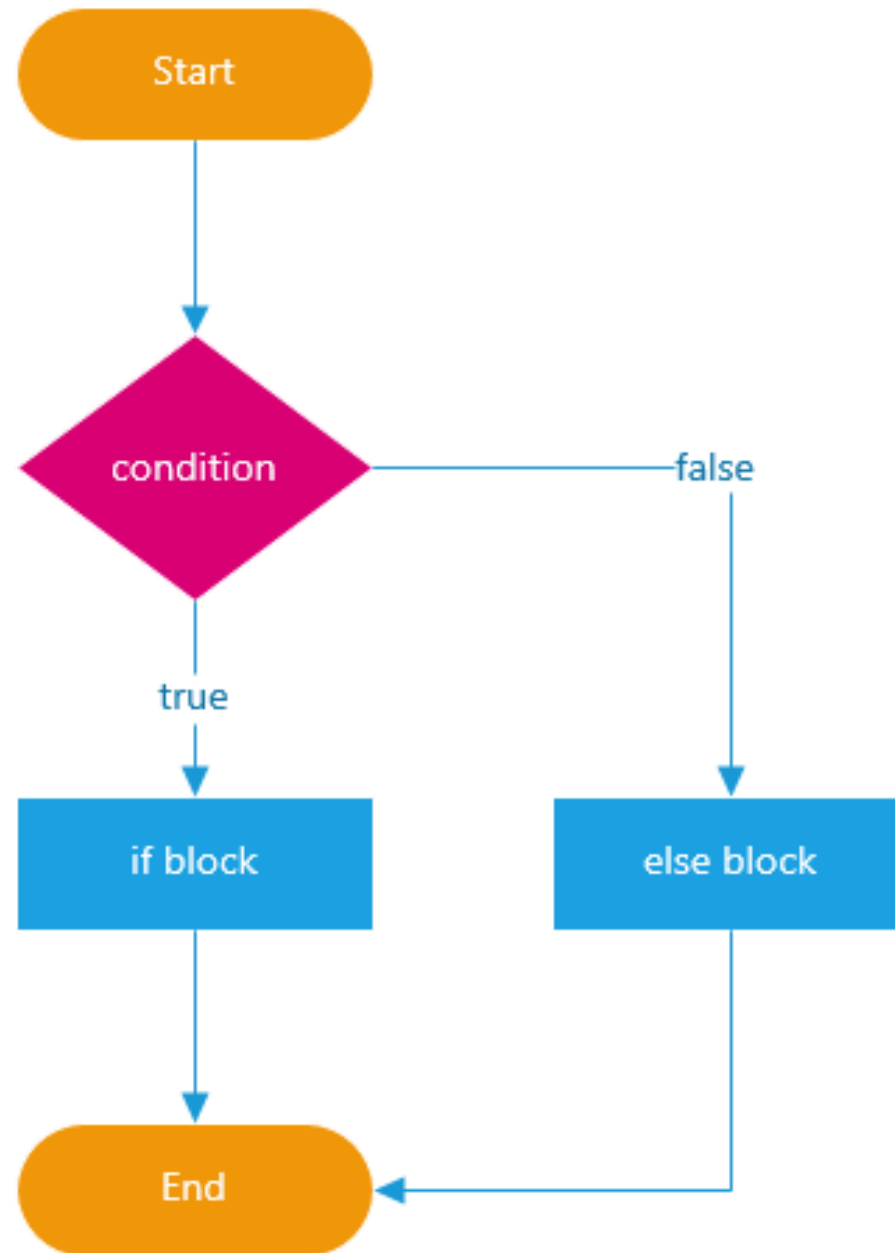 Start
condition
false
true
if block
else block
End